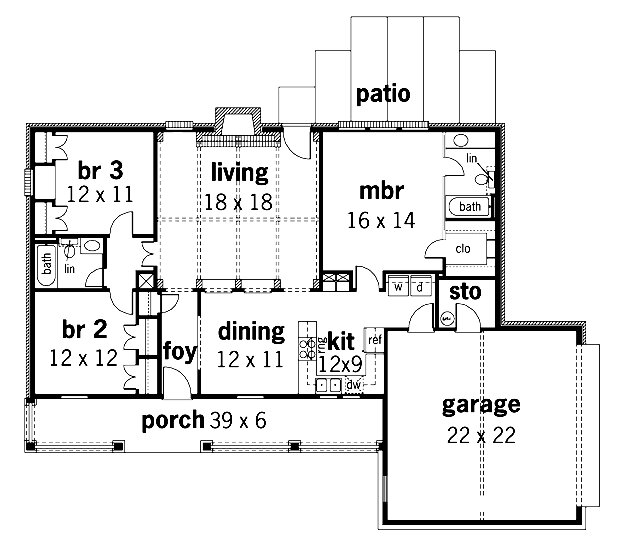 patio
br 3
12 x 11
living
18 x 18
mbr
16 x 14
lin
bath
clo
bath
lin
w d
sto
br 2
12 x 12
foy
dining
12 x 11
rng
kit
12x9
ref
dw
porch 39 x 6
garage
22 x 22